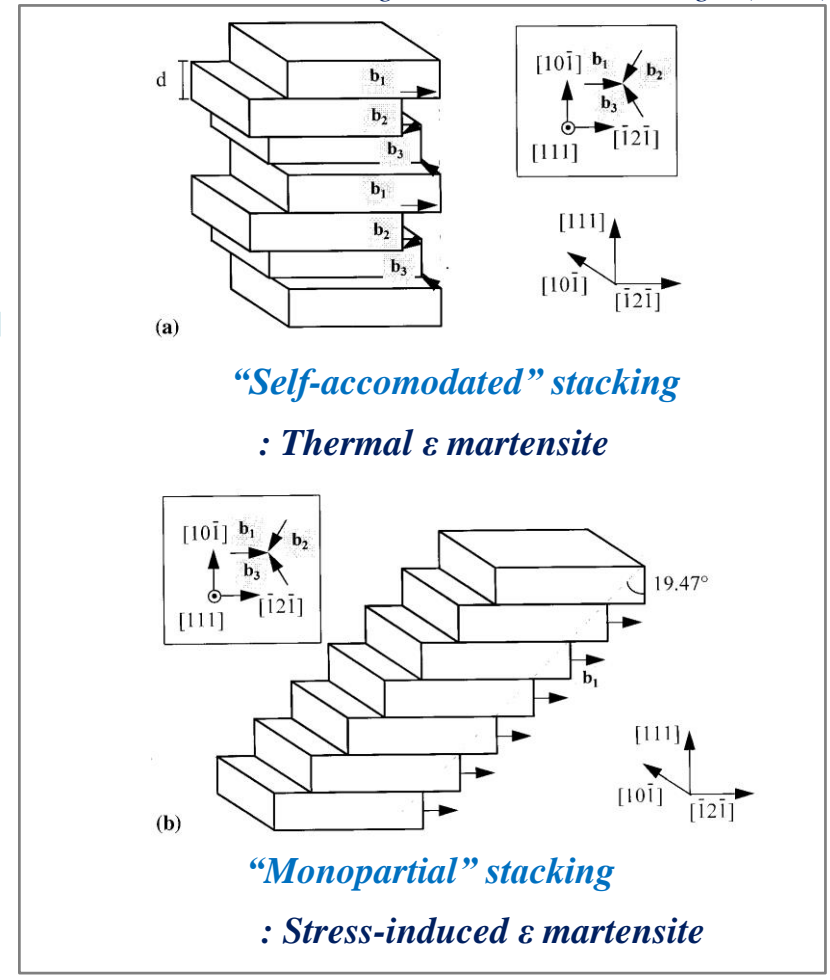 d
b₁
b₂
b₃
b₁
b₂
b₃
(a)
[101̄] b₁
b₂
b₃
[111] [1̄21̄]
[111]
[101̄]
[1̄21̄]
“Self-accomodated” stacking
: Thermal ε martensite
[101̄] b₁
b₂
b₃
[111] [1̄21̄]
19.47°
b₁
[111]
[101̄]
[1̄21̄]
(b)
“Monopartial” stacking
: Stress-induced ε martensite